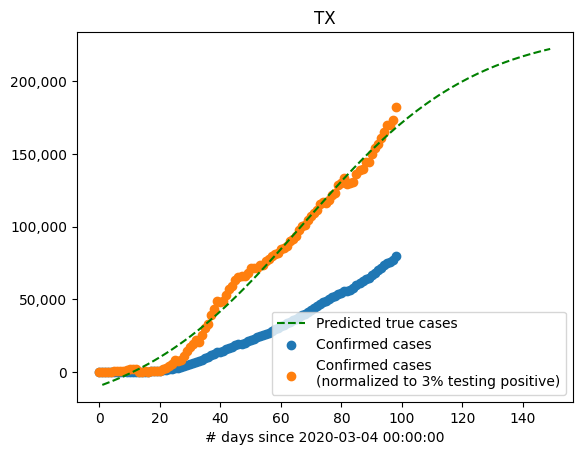 TX
200,000
150,000
100,000
50,000
0
Predicted true cases
Confirmed cases
Confirmed cases
(normalized to 3% testing positive)
0 20 40 60 80 100 120 140
# days since 2020-03-04 00:00:00